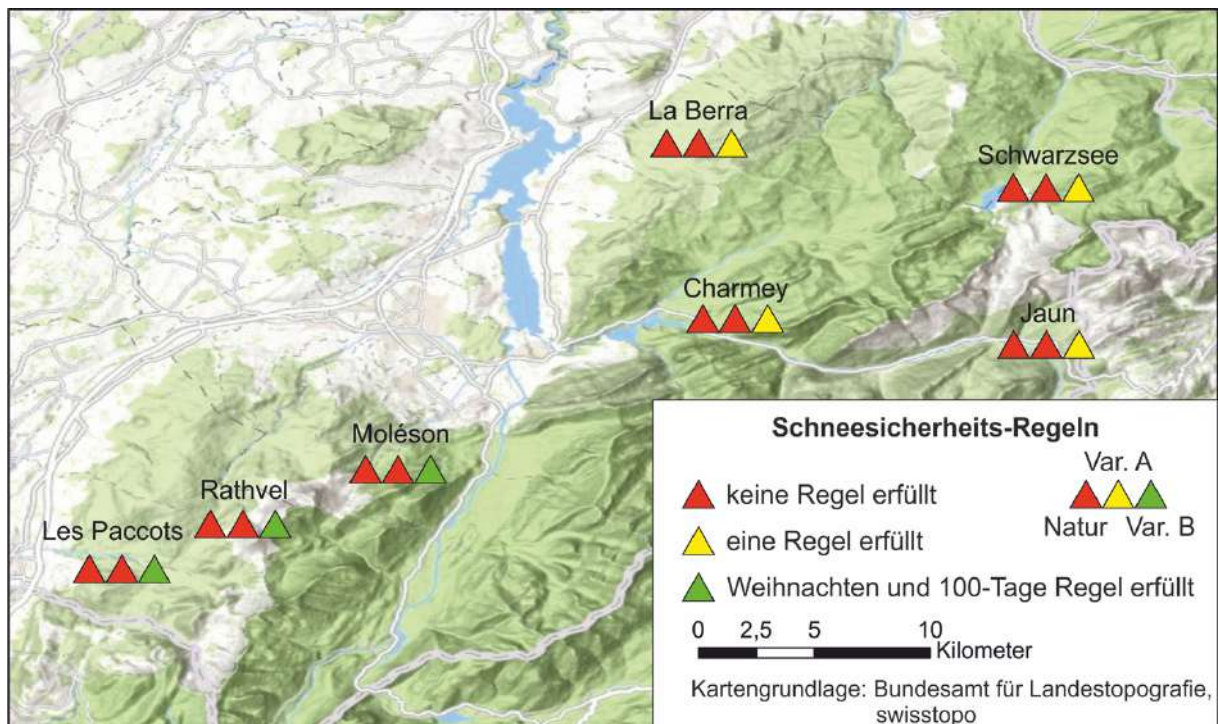 La Berra
Schwarzsee
Charmey
Jaun
Moléson
Rathvel
Les Paccots
Schneesicherheits-Regeln
Var. A
keine Regel erfüllt
Natur Var. B
eine Regel erfüllt
Weihnachten und 100-Tage Regel erfüllt
0 2,5 5 10
Kilometer
Kartengrundlage: Bundesamt für Landestopografie,
swisstopo